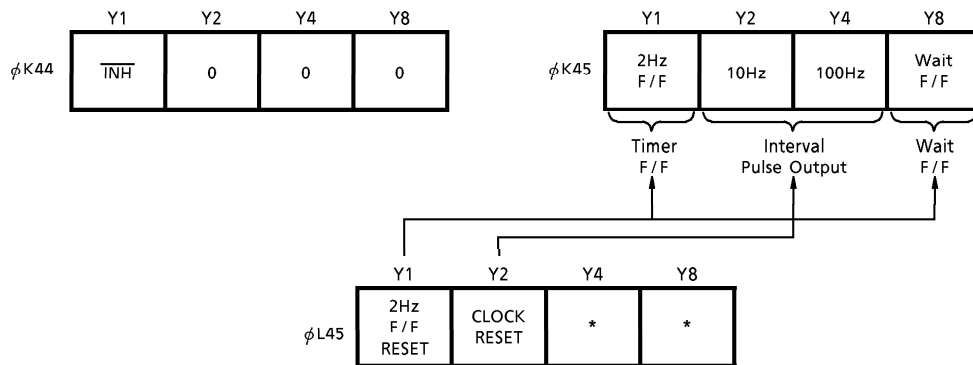 Y1 Y2 Y4 Y8
ϕK44 I̅N̅H̅ 0 0 0
Y1 Y2 Y4 Y8
ϕK45 2Hz F/F 10Hz 100Hz Wait F/F
Timer F/F Interval Pulse Output Wait F/F
Y1 Y2 Y4 Y8
ϕL45 2Hz F/F RESET CLOCK RESET * *